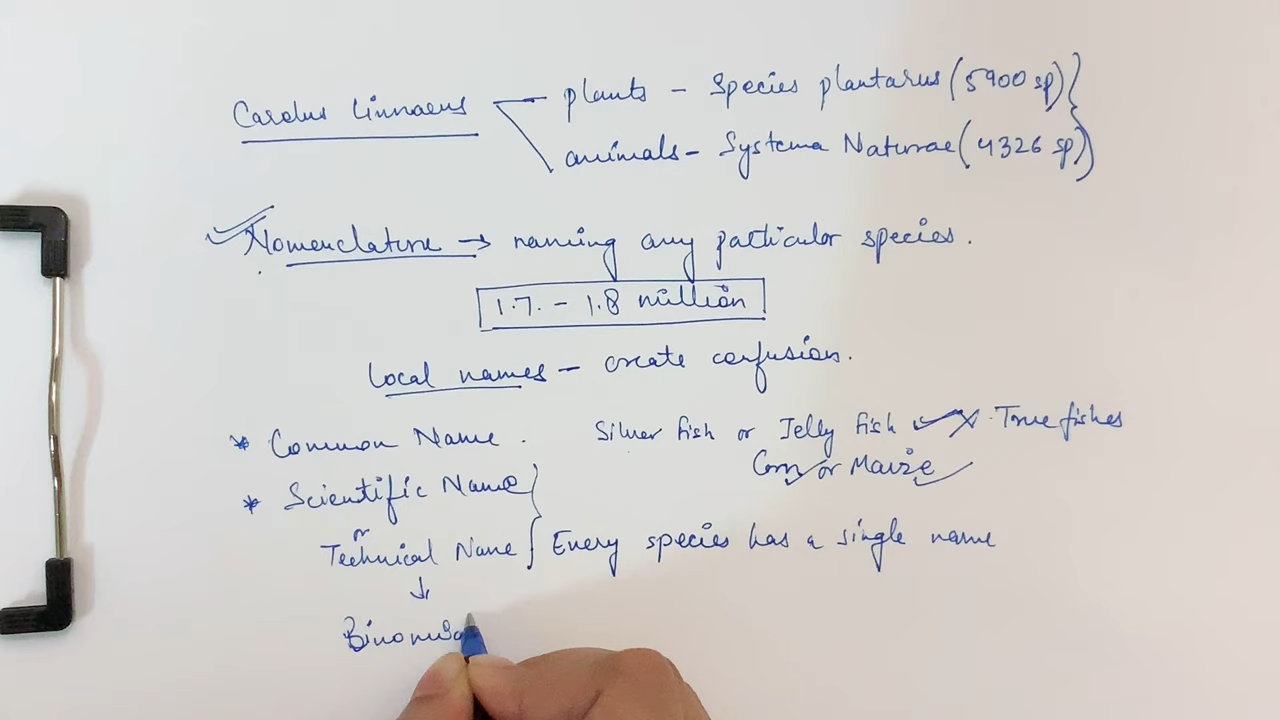 Carolus Linnaeus plants - Species plantarus (5900 sp)
animals - Systema Naturae (4326 sp)
Nomenclature → naming any particular species.
1.7. - 1.8 million
Local names - create confusion.
* Common Name. Silver fish or Jelly fish ✓ X. True fishes
Corn or Maize
* Scientific Name
or
Technical Name } Every species has a single name
↓
Binomia